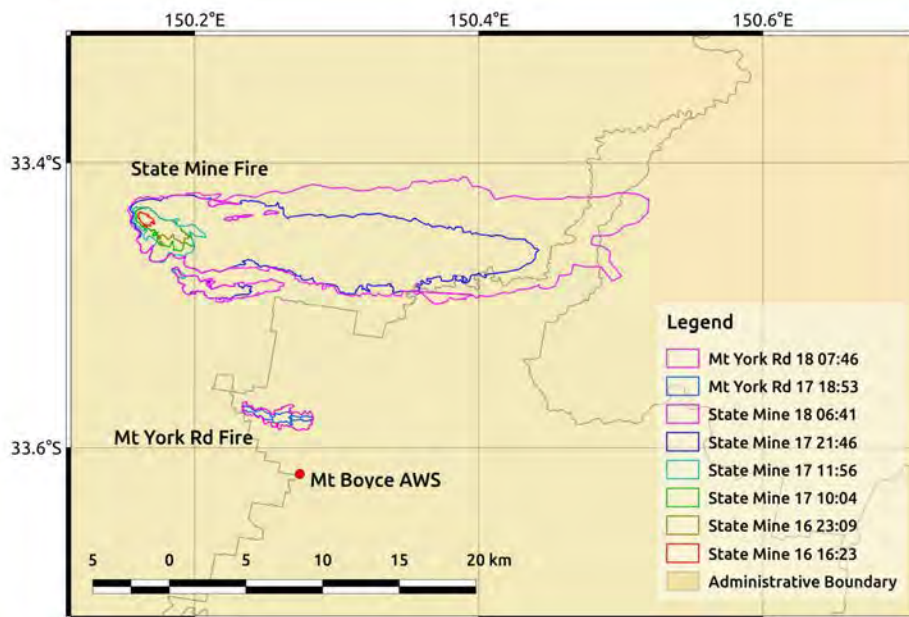 150.2°E 150.4°E 150.6°E
33.4°S
State Mine Fire
Legend
Mt York Rd 18 07:46
Mt York Rd 17 18:53
State Mine 18 06:41
State Mine 17 21:46
State Mine 17 11:56
State Mine 17 10:04
State Mine 16 23:09
State Mine 16 16:23
Administrative Boundary
Mt York Rd Fire
33.6°S
Mt Boyce AWS
5 0 5 10 15 20 km